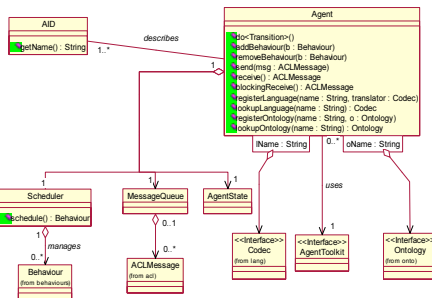 AID
getName() : String
describes
1..*
Agent
do<Transition>()
addBehaviour(b : Behaviour)
removeBehaviour(b : Behaviour)
send(msg : ACLMessage)
receive() : ACLMessage
blockingReceive() : ACLMessage
registerLanguage(name : String, translator : Codec)
lookupLanguage(name : String) : Codec
registerOntology(name : String, o : Ontology)
lookupOntology(name : String) : Ontology
1
lName : String
0..*
oName : String
1
1
1
Scheduler
schedule() : Behaviour
MessageQueue
AgentState
uses
1
0..1
1
manages
0..*
0..*
<<Interface>>
Codec
(from lang)
<<Interface>>
AgentToolkit
<<Interface>>
Ontology
(from onto)
Behaviour
(from behaviours)
ACLMessage
(from acl)